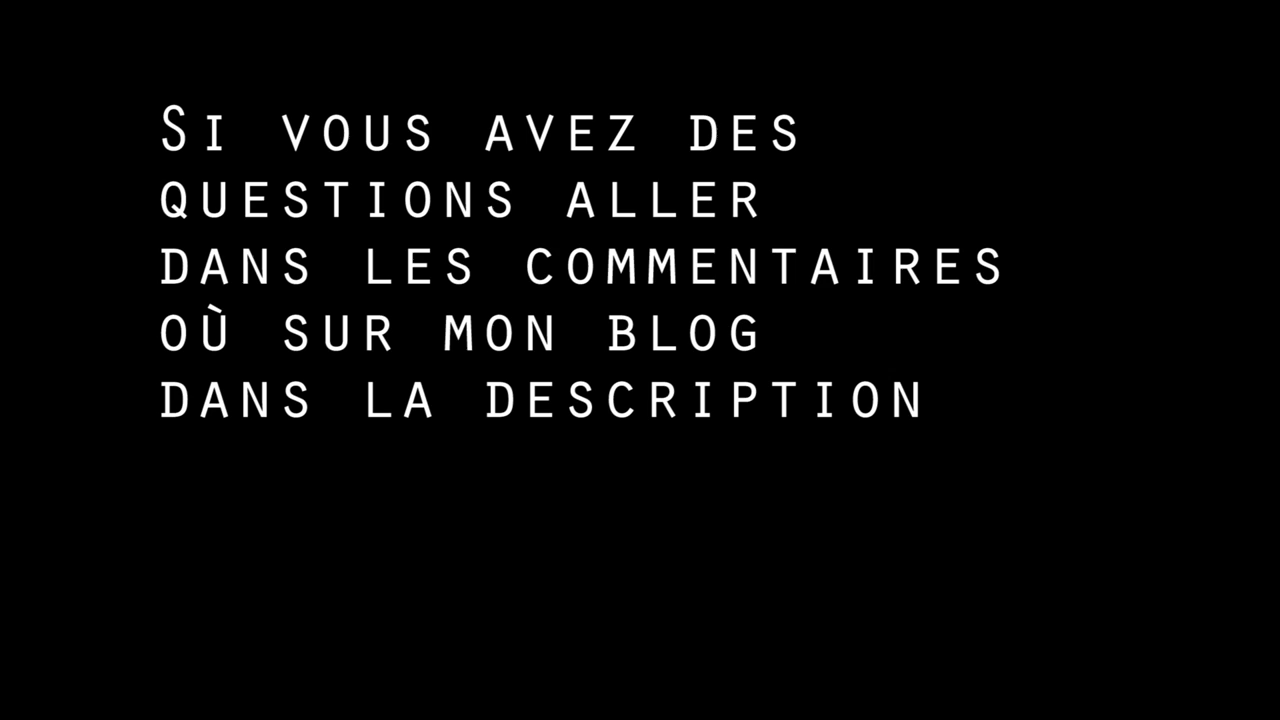 Si vous avez des
questions aller
dans les commentaires
où sur mon blog
dans la description